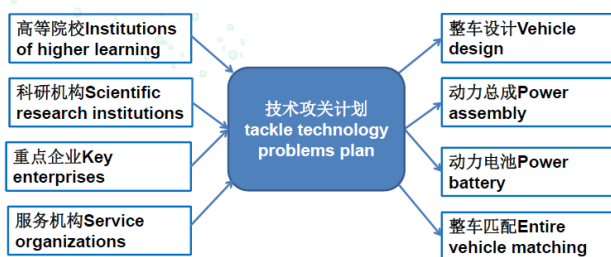 高等院校Institutions
of higher learning
科研机构Scientific
research institutions
重点企业Key
enterprises
服务机构Service
organizations
技术攻关计划
tackle technology
problems plan
整车设计Vehicle
design
动力总成Power
assembly
动力电池Power
battery
整车匹配Entire
vehicle matching